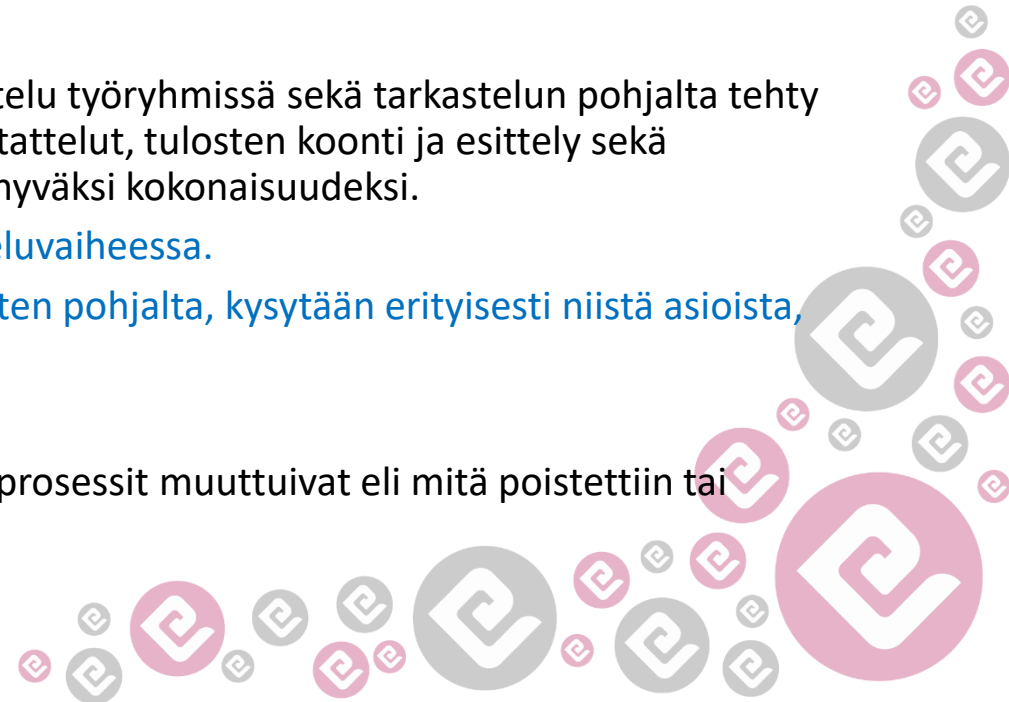 telu työryhmissä sekä tarkastelun pohjalta tehty
tattelut, tulosten koonti ja esittely sekä
hyväksi kokonaisuudeksi.
eluvaiheessa.
ten pohjalta, kysytään erityisesti niistä asioista,
prosessit muuttuivat eli mitä poistettiin tai